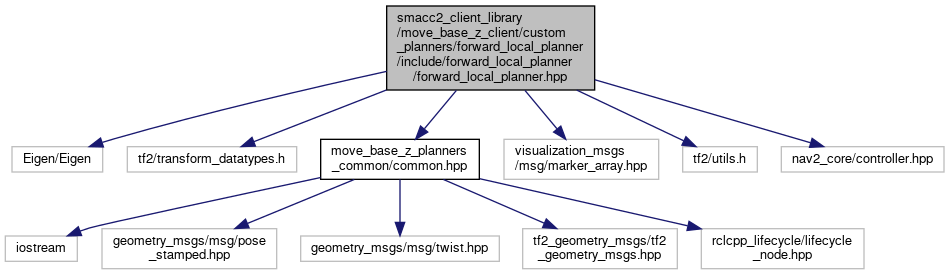 smacc2_client_library
/move_base_z_client/custom
_planners/forward_local_planner
/include/forward_local_planner
/forward_local_planner.hpp
Eigen/Eigen
tf2/transform_datatypes.h
move_base_z_planners
_common/common.hpp
visualization_msgs
/msg/marker_array.hpp
tf2/utils.h
nav2_core/controller.hpp
iostream
geometry_msgs/msg/pose
_stamped.hpp
geometry_msgs/msg/twist.hpp
tf2_geometry_msgs/tf2
_geometry_msgs.hpp
rclcpp_lifecycle/lifecycle
_node.hpp